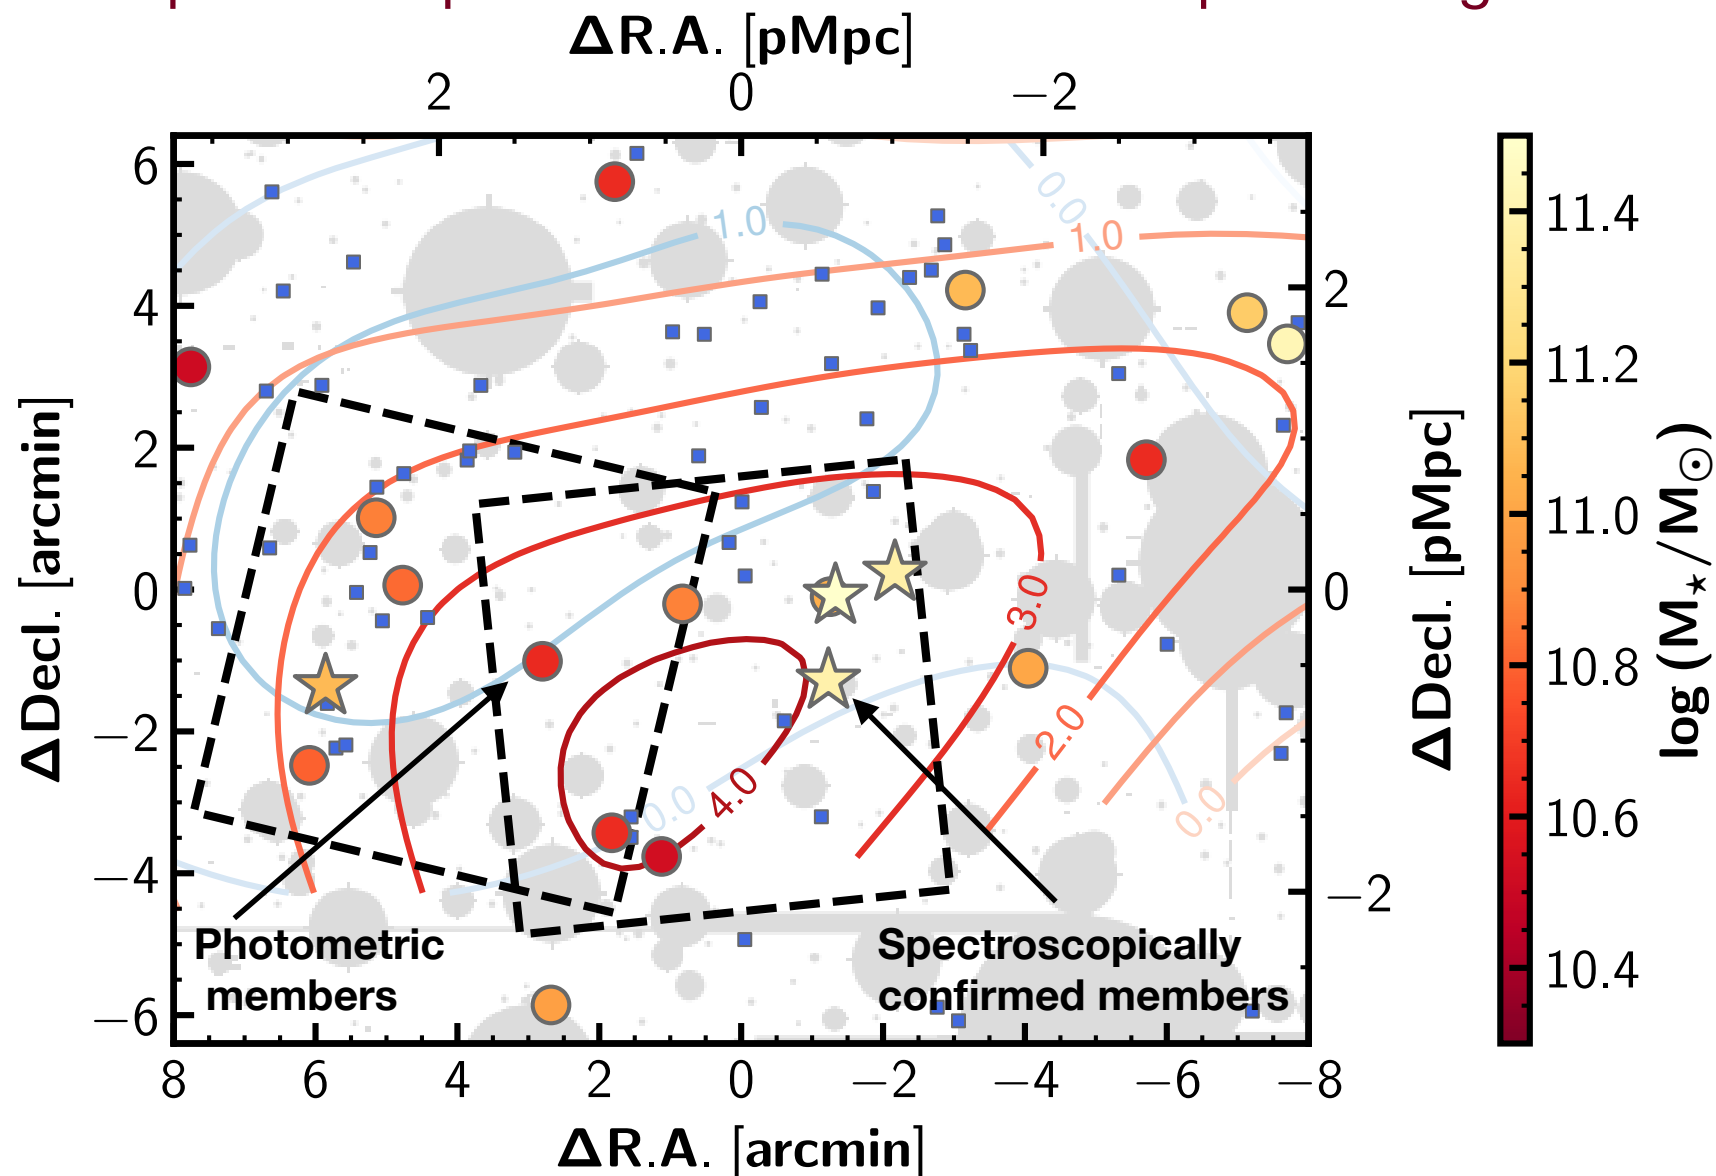 ΔR.A. [pMpc]
2 0 −2
6
4
2
0
−2
−4
−6
ΔDecl. [arcmin]
1.0
0.0
1.0
3.0
2.0
4.0
0.0
0.0
Photometric
members
Spectroscopically
confirmed members
2
0
−2
ΔDecl. [pMpc]
11.4
11.2
11.0
10.8
10.6
10.4
log (M⋆/M⊙)
8 6 4 2 0 −2 −4 −6 −8
ΔR.A. [arcmin]